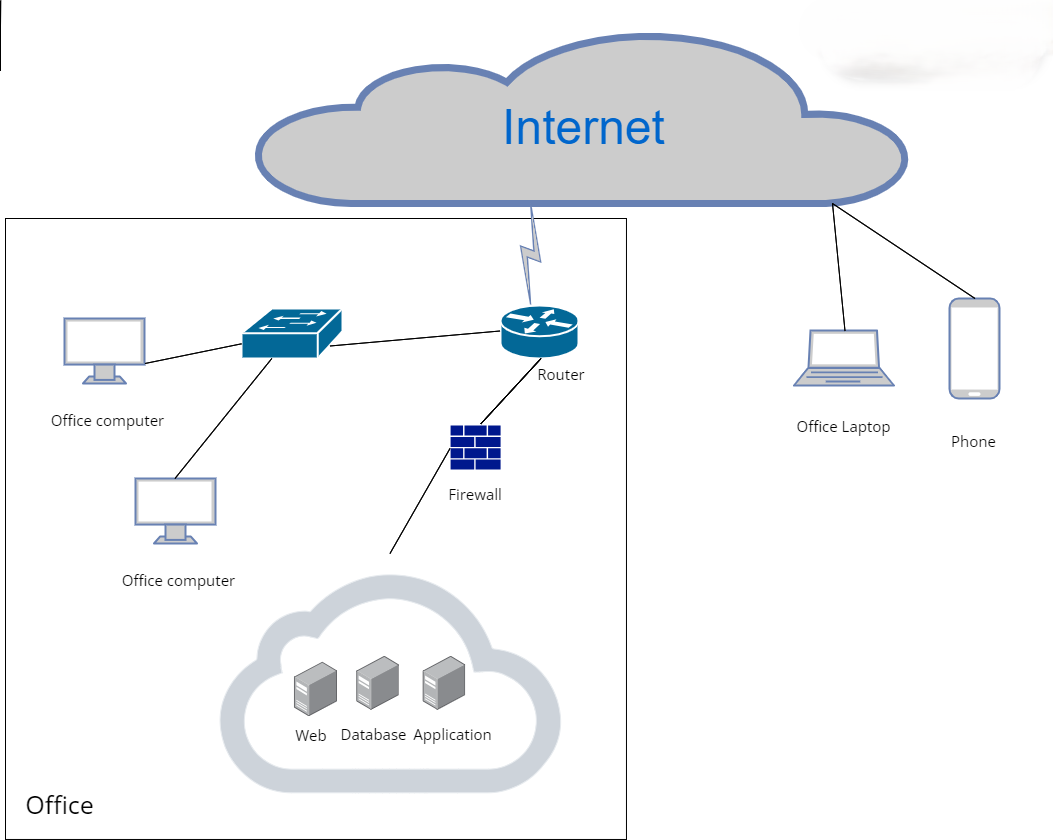 Internet
Router
Office computer
Office Laptop
Phone
Firewall
Office computer
Web
Database
Application
Office